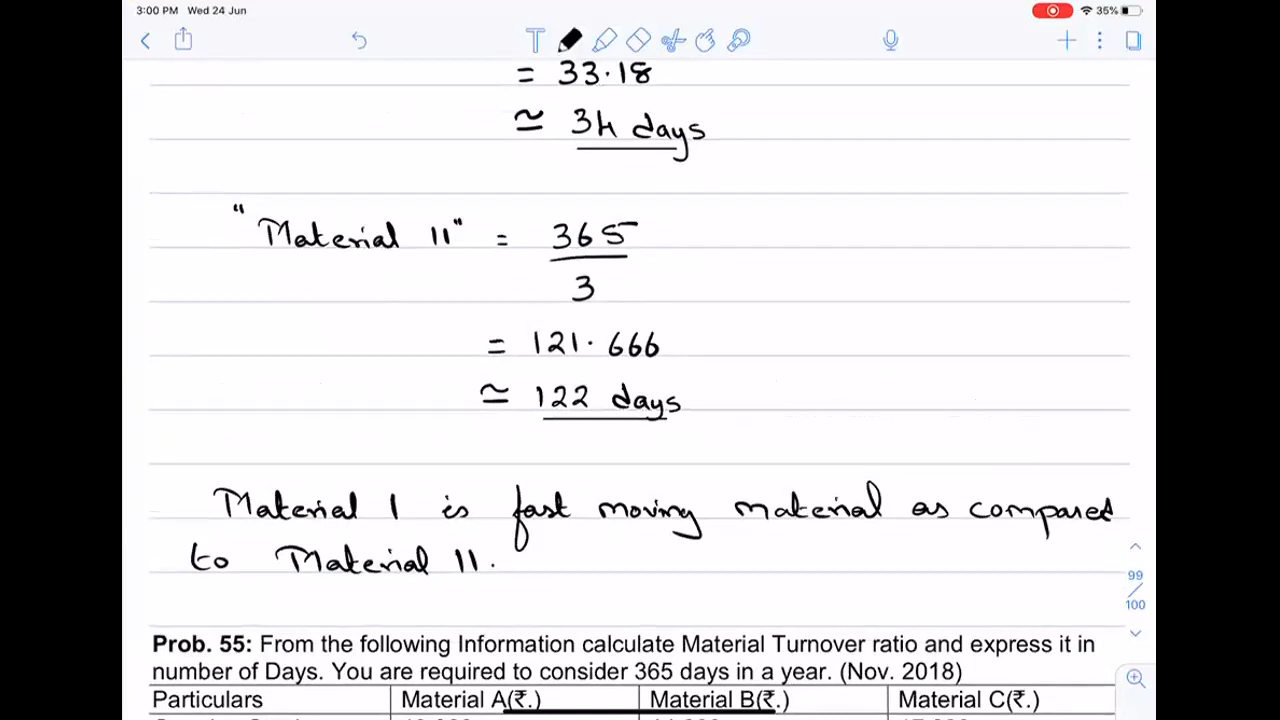 3:00 PM Wed 24 Jun
35%
= 33.18
≃ 34 days
"Material II" = 365
3
= 121.666
≃ 122 days
Material I is fast moving material as compared
to Material II.
99
100
Prob. 55: From the following Information calculate Material Turnover ratio and express it in
number of Days. You are required to consider 365 days in a year. (Nov. 2018)
Particulars Material A(₹.) Material B(₹.) Material C(₹.)